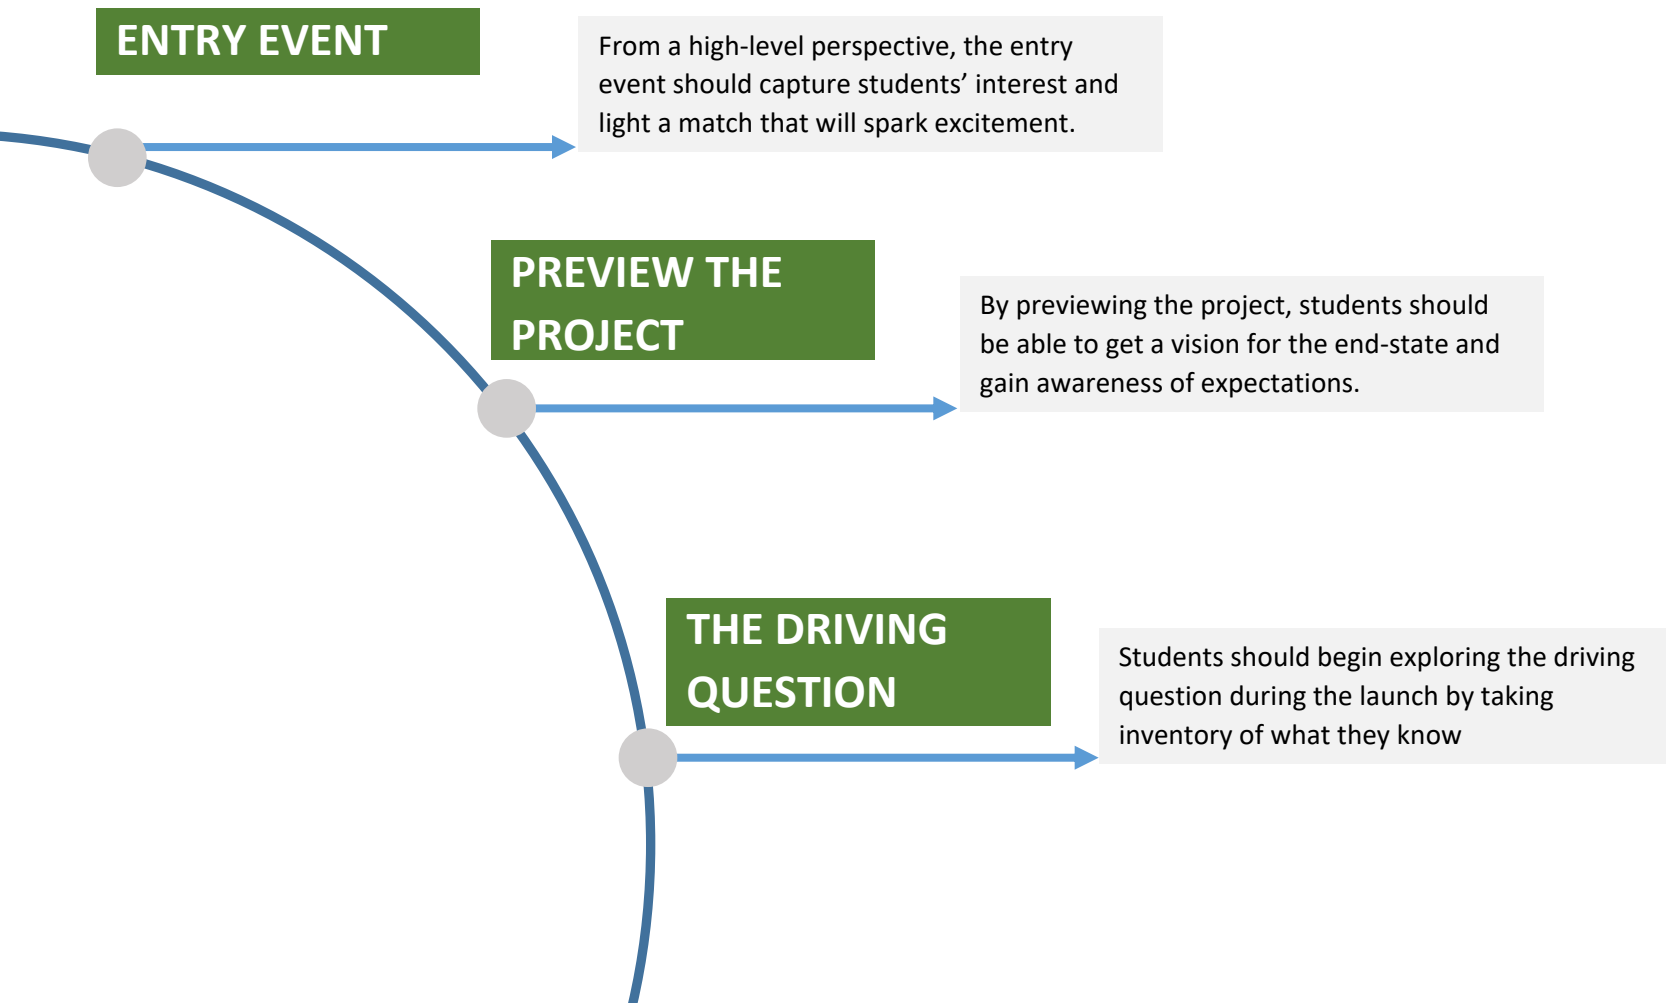 ENTRY EVENT
From a high-level perspective, the entry
event should capture students’ interest and
light a match that will spark excitement.
PREVIEW THE
PROJECT
By previewing the project, students should
be able to get a vision for the end-state and
gain awareness of expectations.
THE DRIVING
QUESTION
Students should begin exploring the driving
question during the launch by taking
inventory of what they know